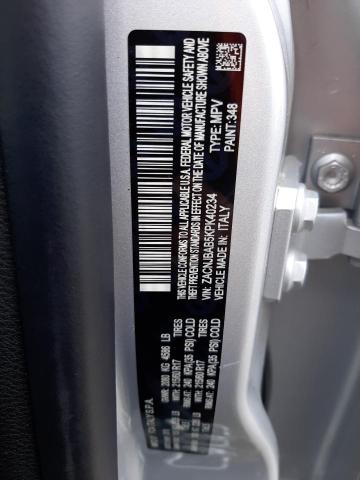 ITALY S.P.A.
GVWR: 2080 KG 4586 LB
TIRES
215/60 R17
240 KPA(35 PSI) COLD
TIRES
215/60 R17
240 KPA(35 PSI) COLD
THIS VEHICLE CONFORMS TO ALL APPLICABLE U.S.A. FEDERAL MOTOR VEHICLE SAFETY, BUMPER AND
THEFT PREVENTION STANDARDS IN EFFECT ON THE DATE OF MANUFACTURE SHOWN ABOVE
VIN: ZACNJBAB5KPK40234 TYPE: MPV
VEHICLE MADE IN: ITALY PAINT: 348